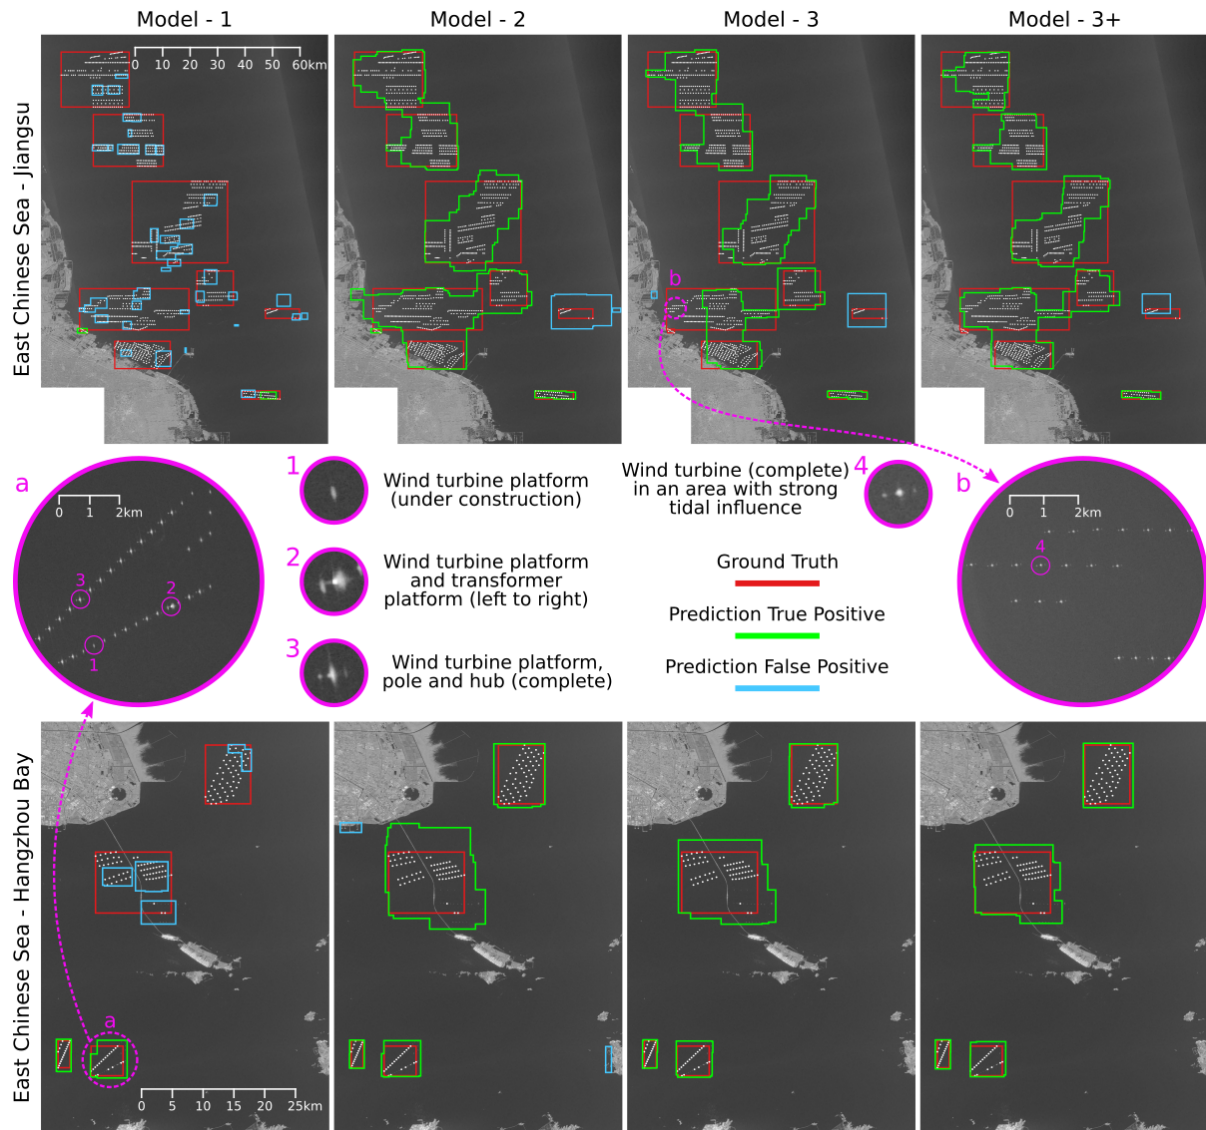 Model - 1
Model - 2
Model - 3
Model - 3+
East Chinese Sea - Jiangsu
0 10 20 30 40 50 60km
b
a
0 1 2km
1
2
3
1
Wind turbine platform
(under construction)
2
Wind turbine platform
and transformer
platform (left to right)
3
Wind turbine platform,
pole and hub (complete)
Wind turbine (complete)
in an area with strong
tidal influence
4
Ground Truth
Prediction True Positive
Prediction False Positive
b
0 1 2km
4
East Chinese Sea - Hangzhou Bay
a
0 5 10 15 20 25km